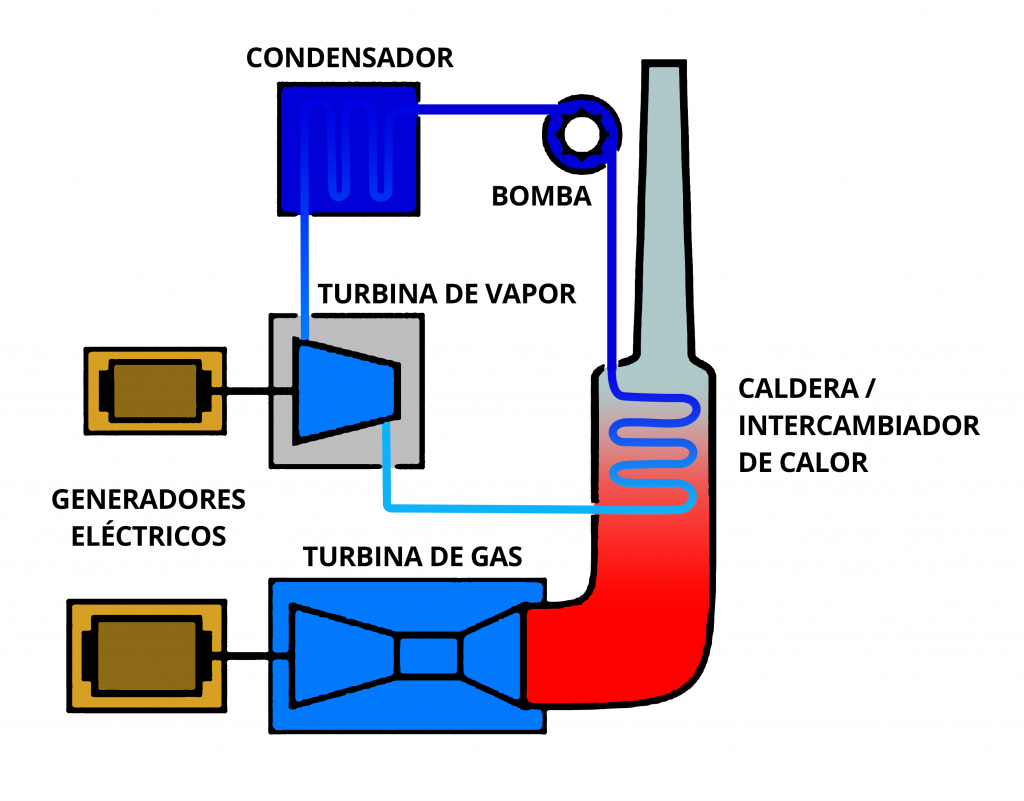 CONDENSADOR
BOMBA
TURBINA DE VAPOR
CALDERA /
INTERCAMBIADOR
DE CALOR
GENERADORES
ELÉCTRICOS
TURBINA DE GAS